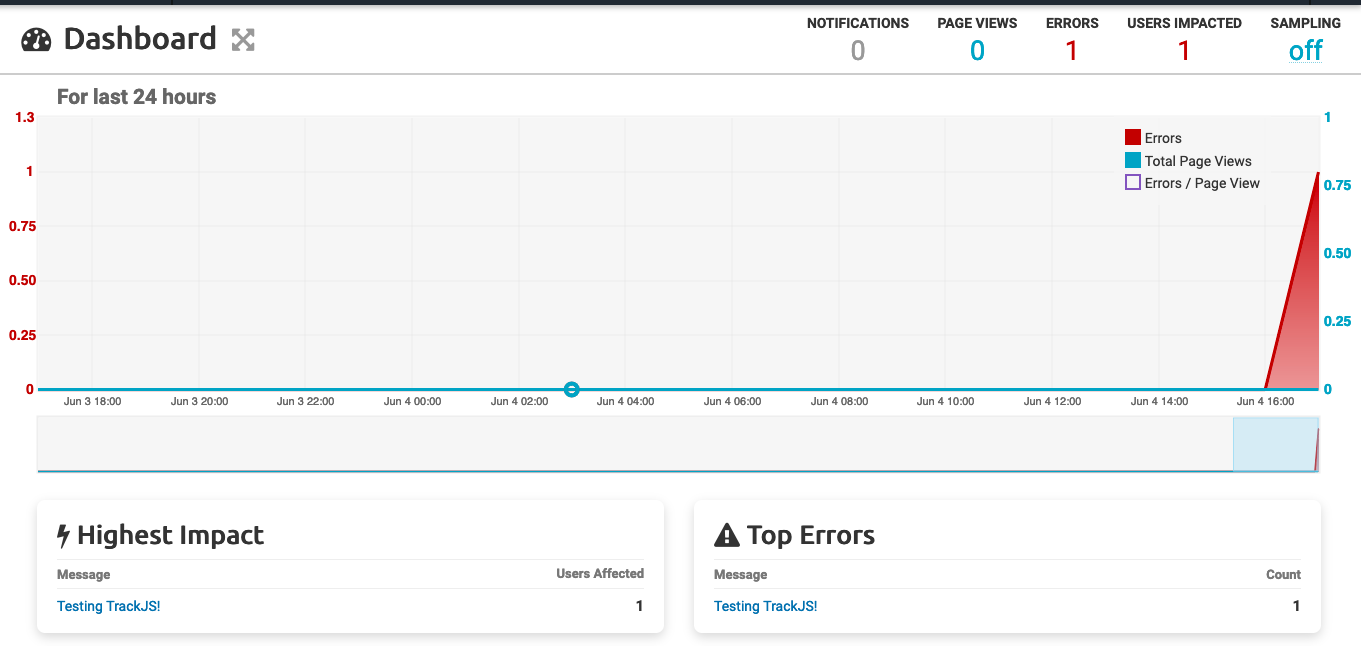 Dashboard
NOTIFICATIONS PAGE VIEWS ERRORS USERS IMPACTED SAMPLING
0 0 1 1 off
For last 24 hours
1.3
1
0.75
0.50
0.25
0
1
0.75
0.50
0.25
0
Errors
Total Page Views
Errors / Page View
Jun 3 18:00 Jun 3 20:00 Jun 3 22:00 Jun 4 00:00 Jun 4 02:00 Jun 4 04:00 Jun 4 06:00 Jun 4 08:00 Jun 4 10:00 Jun 4 12:00 Jun 4 14:00 Jun 4 16:00
Highest Impact
Message Users Affected
Testing TrackJS! 1
Top Errors
Message Count
Testing TrackJS! 1